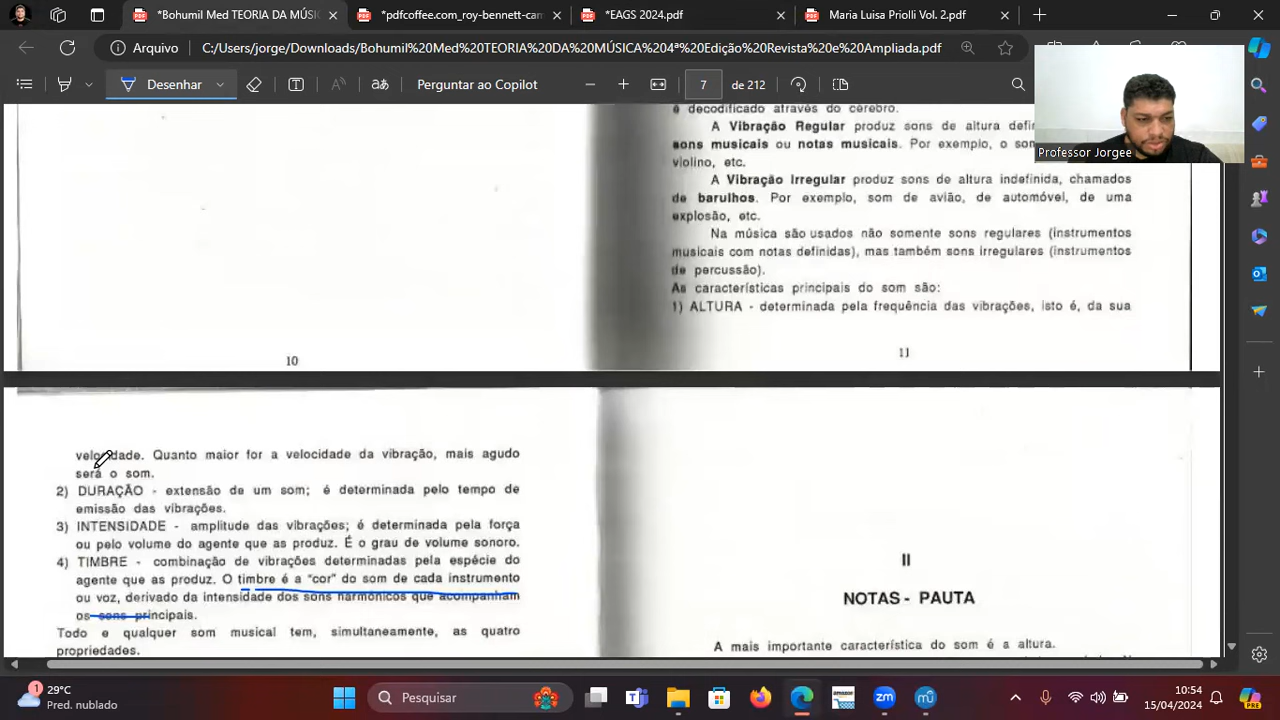 *Bohumil Med TEORIA DA MÚSI
*pdfcoffee.com_roy-bennett-cam
*EAGS 2024.pdf
Maria Luisa Priolli Vol. 2.pdf
Arquivo
C:/Users/jorge/Downloads/Bohumil%20Med%20TEORIA%20DA%20MÚSICA%204ª%20Edição%20Revista%20e%20Ampliada.pdf
Desenhar
aあ
Perguntar ao Copilot
7
de 212
Professor Jorgee
é decodificado através do cérebro.
A Vibração Regular produz sons de altura defin
sons musicais ou notas musicais. Por exemplo, o som
violino, etc.
A Vibração Irregular produz sons de altura indefinida, chamados
de barulhos. Por exemplo, som de avião, de automóvel, de uma
explosão, etc.
Na música são usados não somente sons regulares (instrumentos
musicais com notas definidas), mas também sons irregulares (instrumentos
de percussão).
As características principais do som são:
1) ALTURA - determinada pela frequência das vibrações, isto é, da sua
10
11
velocidade. Quanto maior for a velocidade da vibração, mais agudo
será o som.
2) DURAÇÃO - extensão de um som; é determinada pelo tempo de
emissão das vibrações.
3) INTENSIDADE - amplitude das vibrações; é determinada pela força
ou pelo volume do agente que as produz. É o grau de volume sonoro.
4) TIMBRE - combinação de vibrações determinadas pela espécie do
agente que as produz. O timbre é a "cor" do som de cada instrumento
ou voz, derivado da intensidade dos sons harmônicos que acompanham
os sons principais.
Todo e qualquer som musical tem, simultaneamente, as quatro
propriedades.
II
NOTAS - PAUTA
A mais importante característica do som é a altura.
1
29°C
Pred. nublado
Pesquisar
amazon
zm
10:54
15/04/2024
PRE